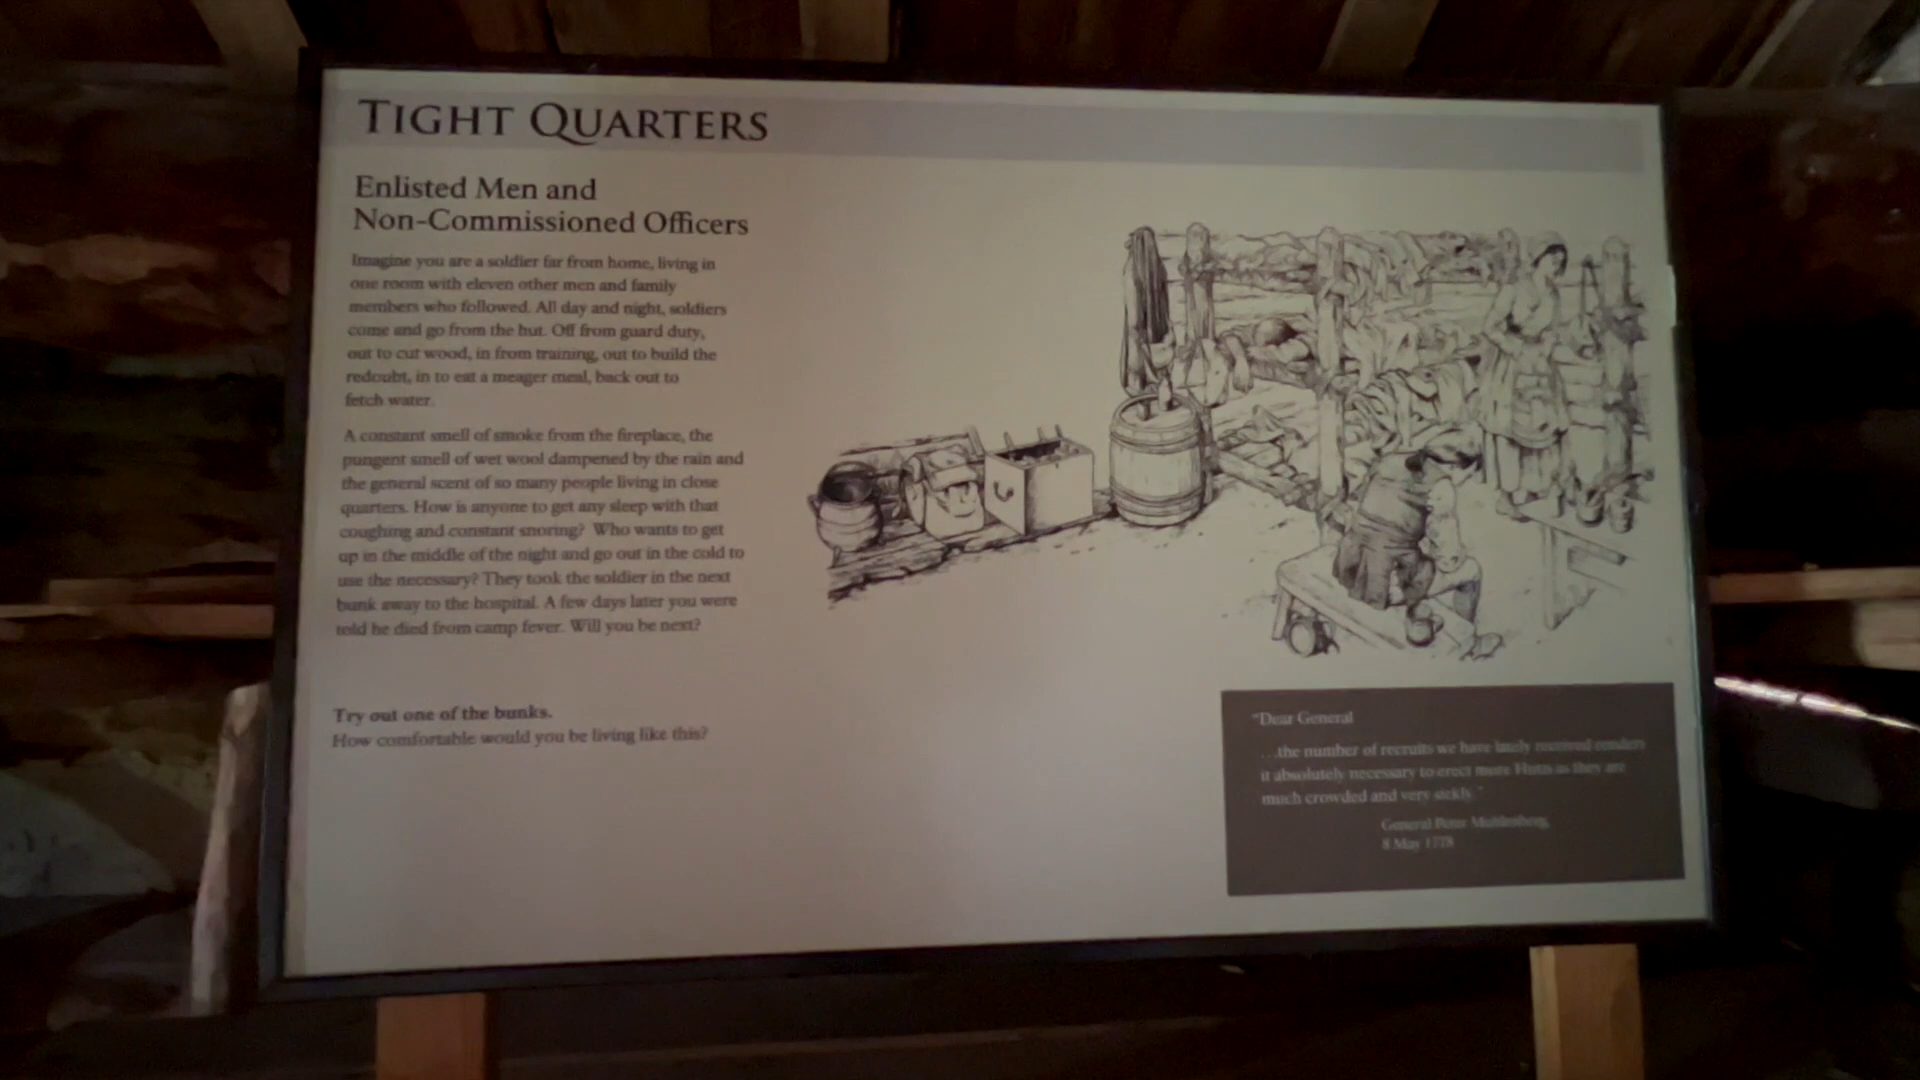 TIGHT QUARTERS
Enlisted Men and
Non-Commissioned Officers
Imagine you are a soldier far from home, living in
one room with eleven other men and family
members who followed. All day and night, soldiers
come and go from the hut. Off from guard duty,
out to cut wood, in from training, out to build the
redoubt, in to eat a meager meal, back out to
fetch water.
A constant smell of smoke from the fireplace, the
pungent smell of wet wool dampened by the rain and
the general scent of so many people living in close
quarters. How is anyone to get any sleep with that
coughing and constant snoring? Who wants to get
up in the middle of the night and go out in the cold to
use the necessary? They took the soldier in the next
bunk away to the hospital. A few days later you were
told he died from camp fever. Will you be next?
Try out one of the bunks.
How comfortable would you be living like this?
"Dear General
...the number of recruits we have lately received renders
it absolutely necessary to erect more as they are
much crowded and very sickly."
General Peter Muhlenberg,
8 May 1778